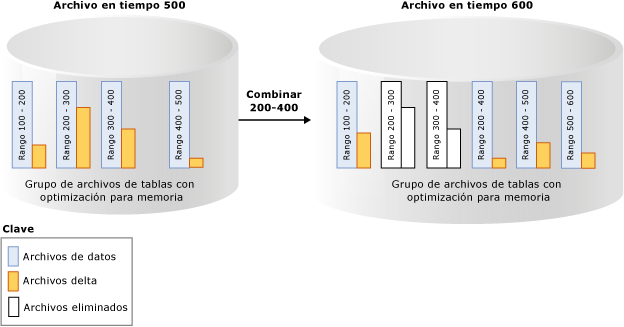 Archivo en tiempo 500
Archivo en tiempo 600
Rango 100 - 200
Rango 200 - 300
Rango 300 - 400
Rango 400 - 500
Grupo de archivos de tablas con
optimización para memoria
Combinar
200-400
Rango 100 - 200
Rango 200 - 300
Rango 300 - 400
Rango 200 - 400
Rango 400 - 500
Rango 500 - 600
Grupo de archivos de tablas con
optimización para memoria
Clave
Archivos de datos
Archivos delta
Archivos eliminados